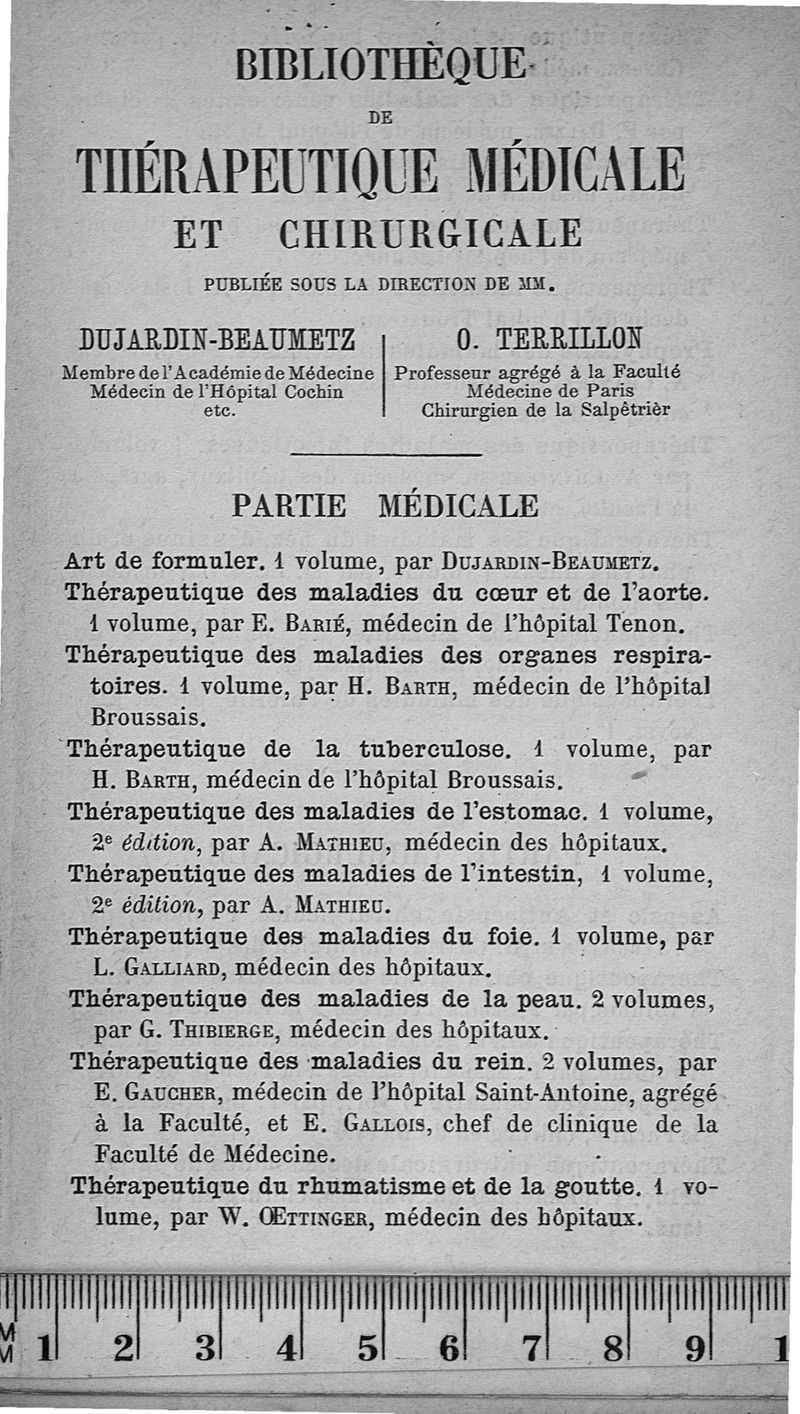 BIBLIOTHÈQUE
DE
THÉRAPEUTIQUE MÉDICALE
ET CHIRURGICALE
PUBLIÉE SOUS LA DIRECTION DE MM.
DUJARDIN-BEAUMETZ
Membre de l'Académie de Médecine
Médecin de l'Hôpital Cochin
etc.
O. TERRILLON
Professeur agrégé à la Faculté
Médecine de Paris
Chirurgien de la Salpêtrièr
PARTIE MÉDICALE
Art de formuler. 1 volume, par DUJARDIN-BEAUMETZ.
Thérapeutique des maladies du cœur et de l'aorte.
1 volume, par E. BARIÉ, médecin de l'hôpital Tenon.
Thérapeutique des maladies des organes respira-
toires. 1 volume, par H. BARTH, médecin de l'hôpital
Broussais.
Thérapeutique de la tuberculose. 1 volume, par
H. BARTH, médecin de l'hôpital Broussais.
Thérapeutique des maladies de l'estomac. 1 volume,
2e édition, par A. MATHIEU, médecin des hôpitaux.
Thérapeutique des maladies de l'intestin, 1 volume,
2e édition, par A. MATHIEU.
Thérapeutique des maladies du foie. 1 volume, par
L. GALLIARD, médecin des hôpitaux.
Thérapeutique des maladies de la peau. 2 volumes,
par G. THIBIERGE, médecin des hôpitaux.
Thérapeutique des maladies du rein. 2 volumes, par
E. GAUCHER, médecin de l'hôpital Saint-Antoine, agrégé
à la Faculté, et E. GALLOIS, chef de clinique de la
Faculté de Médecine.
Thérapeutique du rhumatisme et de la goutte. 1 vo-
lume, par W. ŒTTINGER, médecin des hôpitaux.
M
M 1 2 3 4 5 6 7 8 9 1